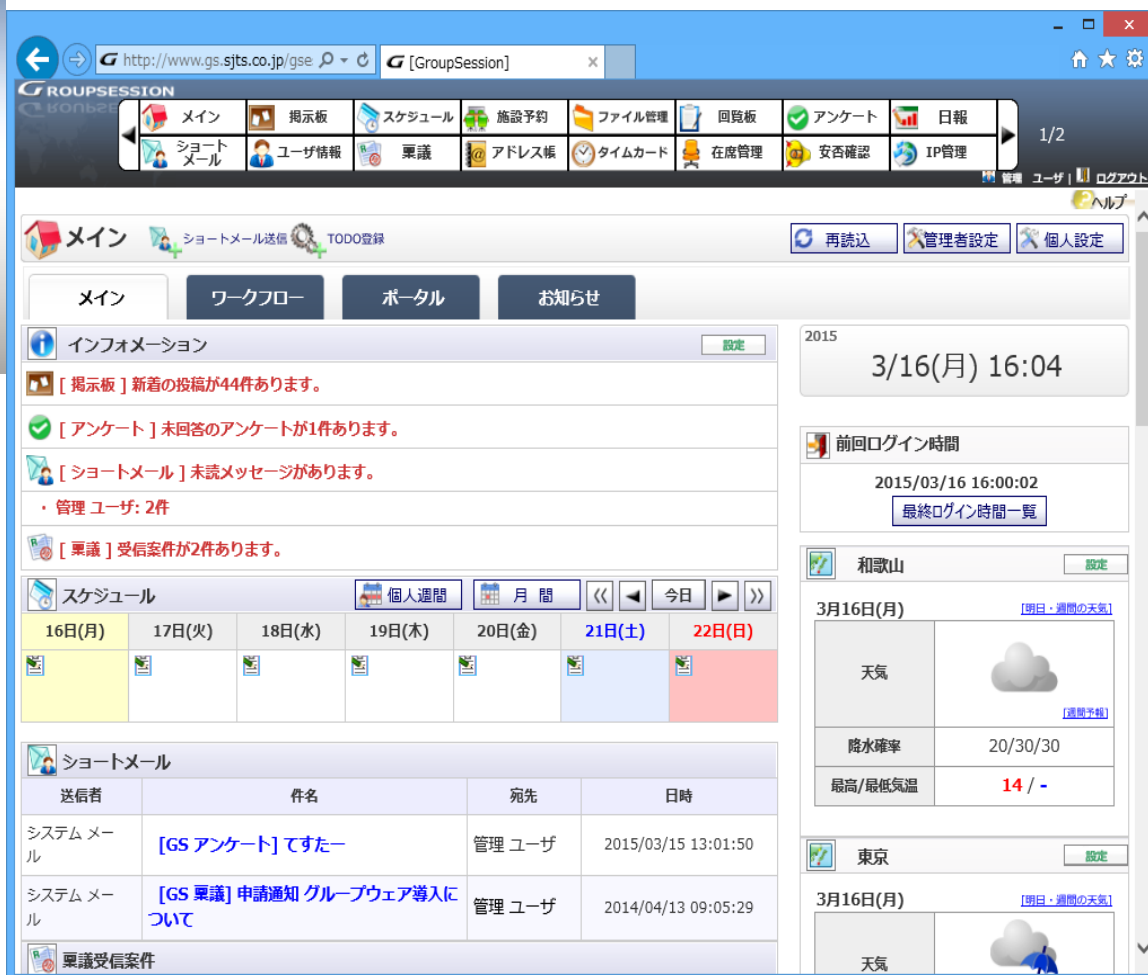 http://www.gs.sjts.co.jp/gse
[GroupSession]
GROUPSESSION
メイン 掲示板 スケジュール 施設予約 ファイル管理 回覧板 アンケート 日報
1/2
ショートメール ユーザ情報 稟議 アドレス帳 タイムカード 在席管理 安否確認 IP管理
管理 ユーザ | ログアウト
ヘルプ
メイン ショートメール送信 TODO登録 再読込 管理者設定 個人設定
メイン ワークフロー ポータル お知らせ
インフォメーション 設定
[ 掲示板 ] 新着の投稿が44件あります。
[ アンケート ] 未回答のアンケートが1件あります。
[ ショートメール ] 未読メッセージがあります。
・ 管理 ユーザ: 2件
[ 稟議 ] 受信案件が2件あります。
スケジュール 個人週間 月 間 今日
16日(月) 17日(火) 18日(水) 19日(木) 20日(金) 21日(土) 22日(日)
ショートメール
送信者 件名 宛先 日時
システム メール [GS アンケート] てすたー 管理 ユーザ 2015/03/15 13:01:50
システム メール [GS 稟議] 申請通知 グループウェア導入について 管理 ユーザ 2014/04/13 09:05:29
稟議受信案件
2015
3/16(月) 16:04
前回ログイン時間
2015/03/16 16:00:02
最終ログイン時間一覧
和歌山 設定
3月16日(月) [明日・週間の天気]
天気
[週間予報]
降水確率 20/30/30
最高/最低気温 14 / -
東京 設定
3月16日(月) [明日・週間の天気]
天気